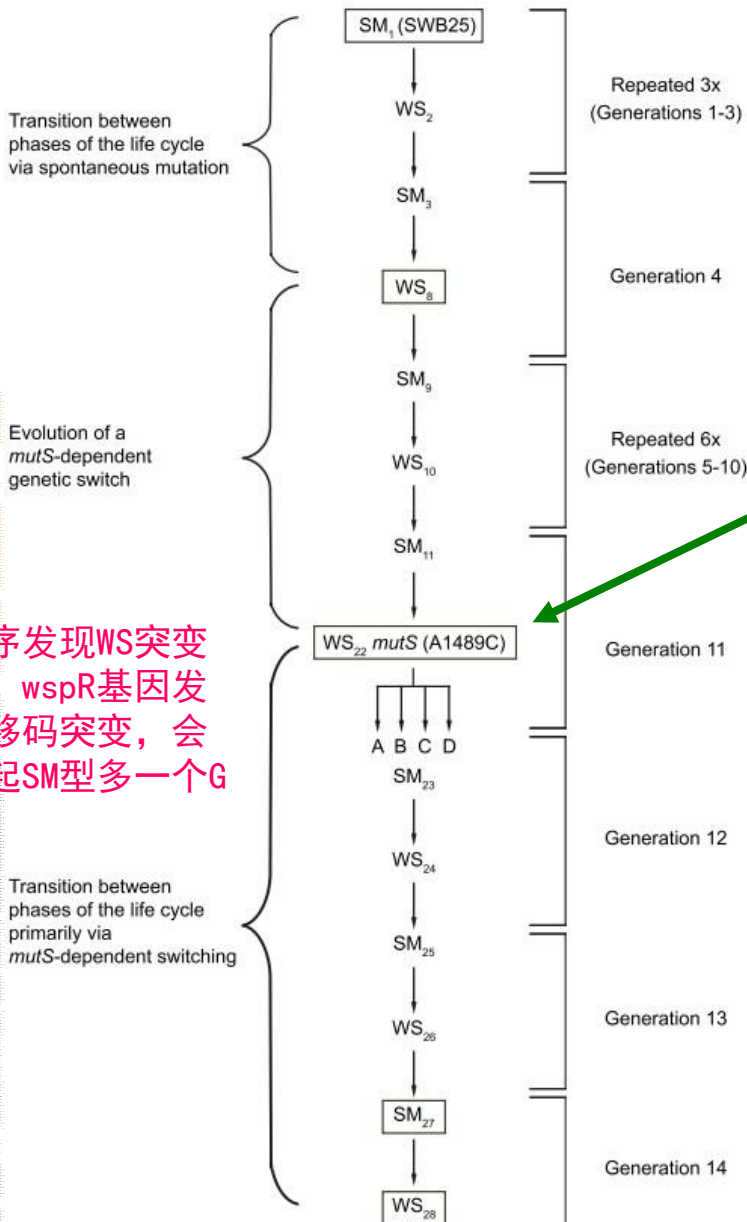 SM₁ (SWB25)
Repeated 3x
(Generations 1-3)
Transition between
phases of the life cycle
via spontaneous mutation
WS₂
SM₃
WS₈
Generation 4
SM₉
Evolution of a
mutS-dependent
genetic switch
WS₁₀
Repeated 6x
(Generations 5-10)
SM₁₁
WS₂₂ mutS (A1489C)
Generation 11
序发现WS突变
wspR基因发
移码突变，会
起SM型多一个G
A B C D
SM₂₃
WS₂₄
Generation 12
Transition between
phases of the life cycle
primarily via
mutS-dependent switching
SM₂₅
WS₂₆
Generation 13
SM₂₇
WS₂₈
Generation 14